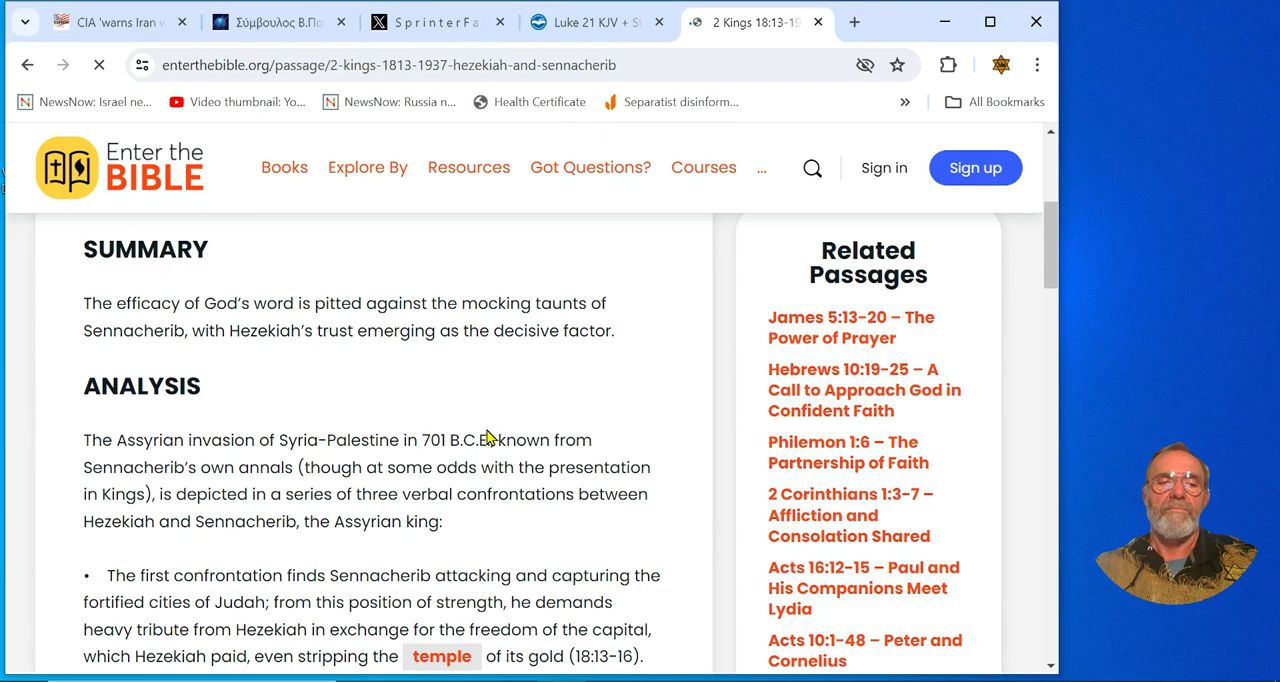 CIA 'warns Iran
Σύμβουλος Β.Πο
SprinterFa
Luke 21 KJV + St
2 Kings 18:13-19
enterthebible.org/passage/2-kings-1813-1937-hezekiah-and-sennacherib
NewsNow: Israel ne...
Video thumbnail: Yo...
NewsNow: Russia n...
Health Certificate
Separatist disinform...
»
All Bookmarks
Enter the
BIBLE
Books
Explore By
Resources
Got Questions?
Courses
...
Sign in
Sign up
SUMMARY
The efficacy of God's word is pitted against the mocking taunts of
Sennacherib, with Hezekiah's trust emerging as the decisive factor.
ANALYSIS
The Assyrian invasion of Syria-Palestine in 701 B.C.E. known from
Sennacherib's own annals (though at some odds with the presentation
in Kings), is depicted in a series of three verbal confrontations between
Hezekiah and Sennacherib, the Assyrian king:
• The first confrontation finds Sennacherib attacking and capturing the
fortified cities of Judah; from this position of strength, he demands
heavy tribute from Hezekiah in exchange for the freedom of the capital,
which Hezekiah paid, even stripping the temple of its gold (18:13-16).
Related
Passages
James 5:13-20 – The
Power of Prayer
Hebrews 10:19-25 – A
Call to Approach God in
Confident Faith
Philemon 1:6 – The
Partnership of Faith
2 Corinthians 1:3-7 –
Affliction and
Consolation Shared
Acts 16:12-15 – Paul and
His Companions Meet
Lydia
Acts 10:1-48 – Peter and
Cornelius